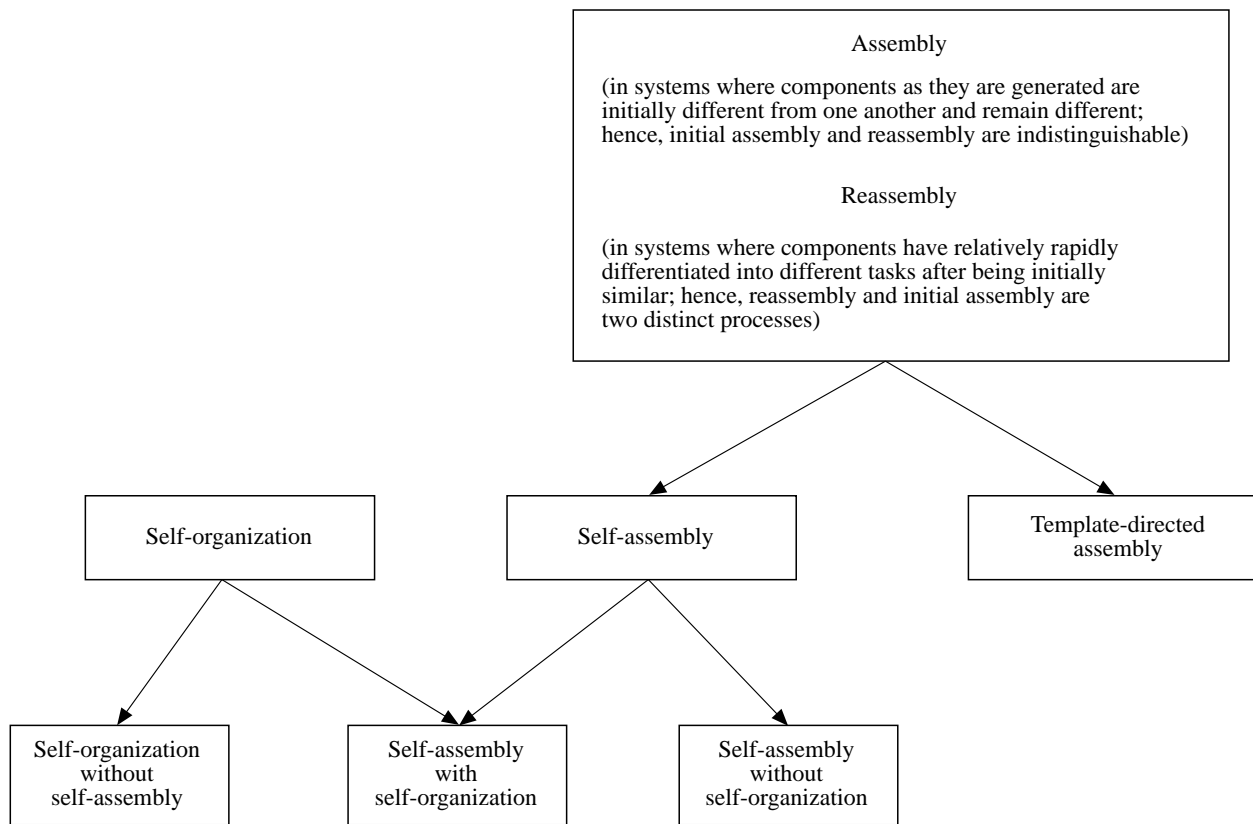 Assembly
(in systems where components as they are generated are
initially different from one another and remain different;
hence, initial assembly and reassembly are indistinguishable)
Reassembly
(in systems where components have relatively rapidly
differentiated into different tasks after being initially
similar; hence, reassembly and initial assembly are
two distinct processes)
Self-organization
Self-assembly
Template-directed
assembly
Self-organization
without
self-assembly
Self-assembly
with
self-organization
Self-assembly
without
self-organization